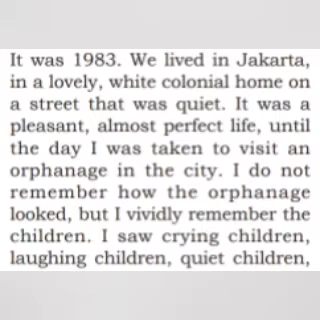 It was 1983. We lived in Jakarta,
in a lovely, white colonial home on
a street that was quiet. It was a
pleasant, almost perfect life, until
the day I was taken to visit an
orphanage in the city. I do not
remember how the orphanage
looked, but I vividly remember the
children. I saw crying children,
laughing children, quiet children,